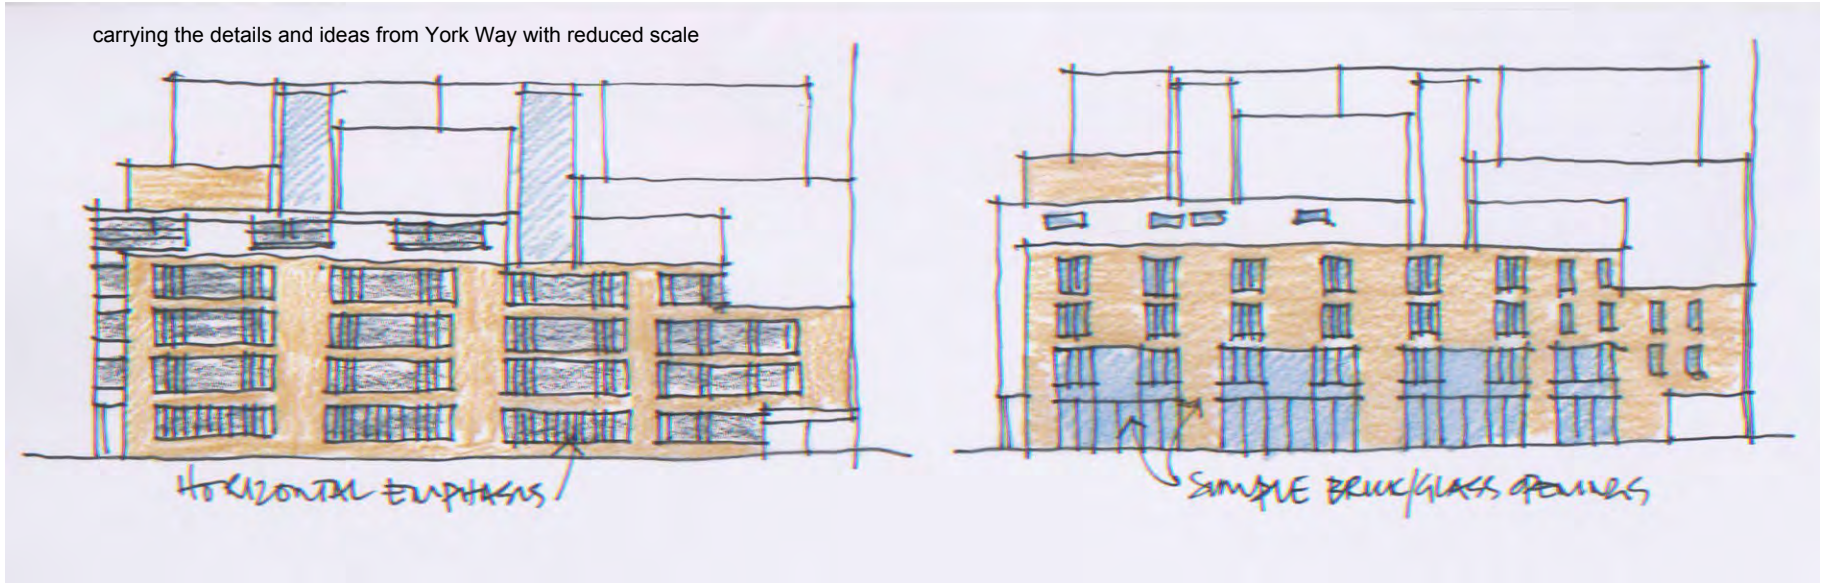 carrying the details and ideas from York Way with reduced scale
HORIZONTAL EMPHASIS
SIMPLE BRICK/GLASS OPENINGS